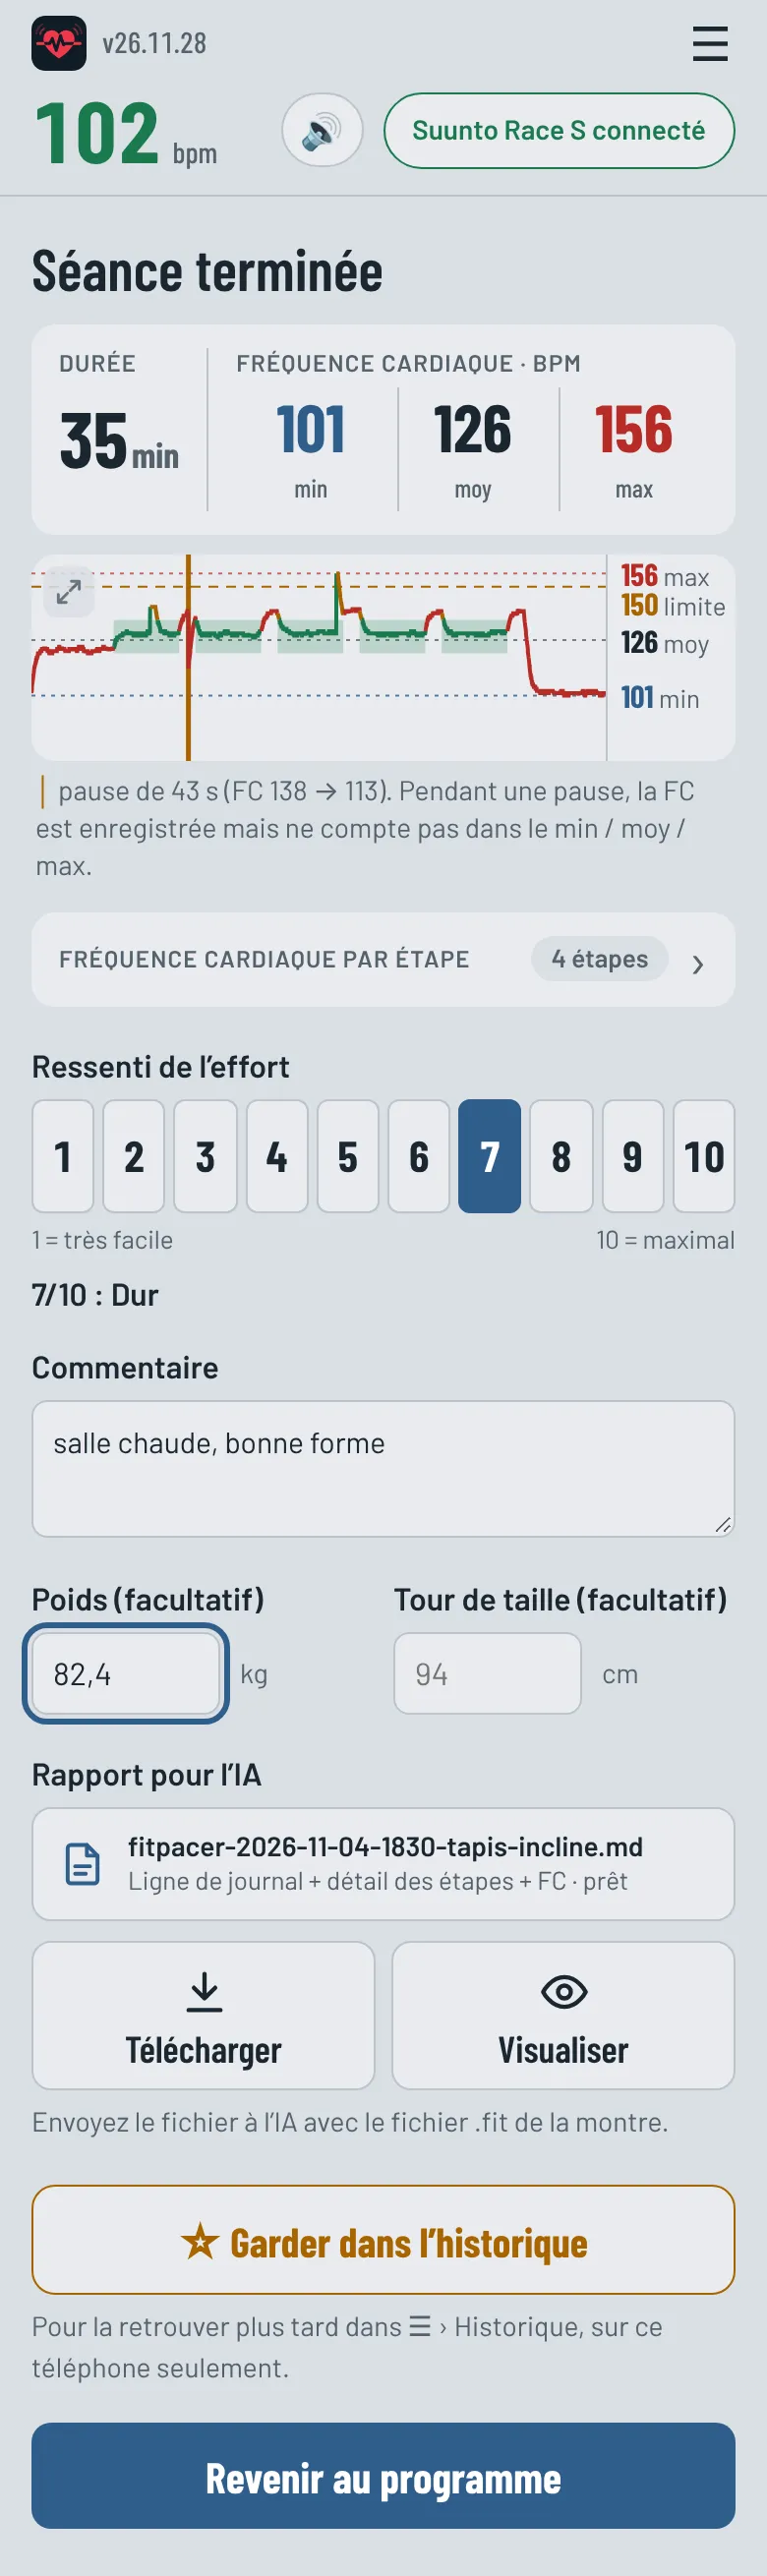 v26.11.28
☰
102 bpm
Suunto Race S connecté
Séance terminée
DURÉE
FRÉQUENCE CARDIAQUE · BPM
35 min
101
126
156
min
moy
max
156 max
150 limite
126 moy
101 min
| pause de 43 s (FC 138 → 113). Pendant une pause, la FC
est enregistrée mais ne compte pas dans le min / moy /
max.
FRÉQUENCE CARDIAQUE PAR ÉTAPE
4 étapes ›
Ressenti de l’effort
1 2 3 4 5 6 7 8 9 10
1 = très facile
10 = maximal
7/10 : Dur
Commentaire
salle chaude, bonne forme
Poids (facultatif)
Tour de taille (facultatif)
82,4 kg
94 cm
Rapport pour l’IA
fitpacer-2026-11-04-1830-tapis-incline.md
Ligne de journal + détail des étapes + FC · prêt
Télécharger
Visualiser
Envoyez le fichier à l’IA avec le fichier .fit de la montre.
★ Garder dans l’historique
Pour la retrouver plus tard dans ☰ › Historique, sur ce
téléphone seulement.
Revenir au programme